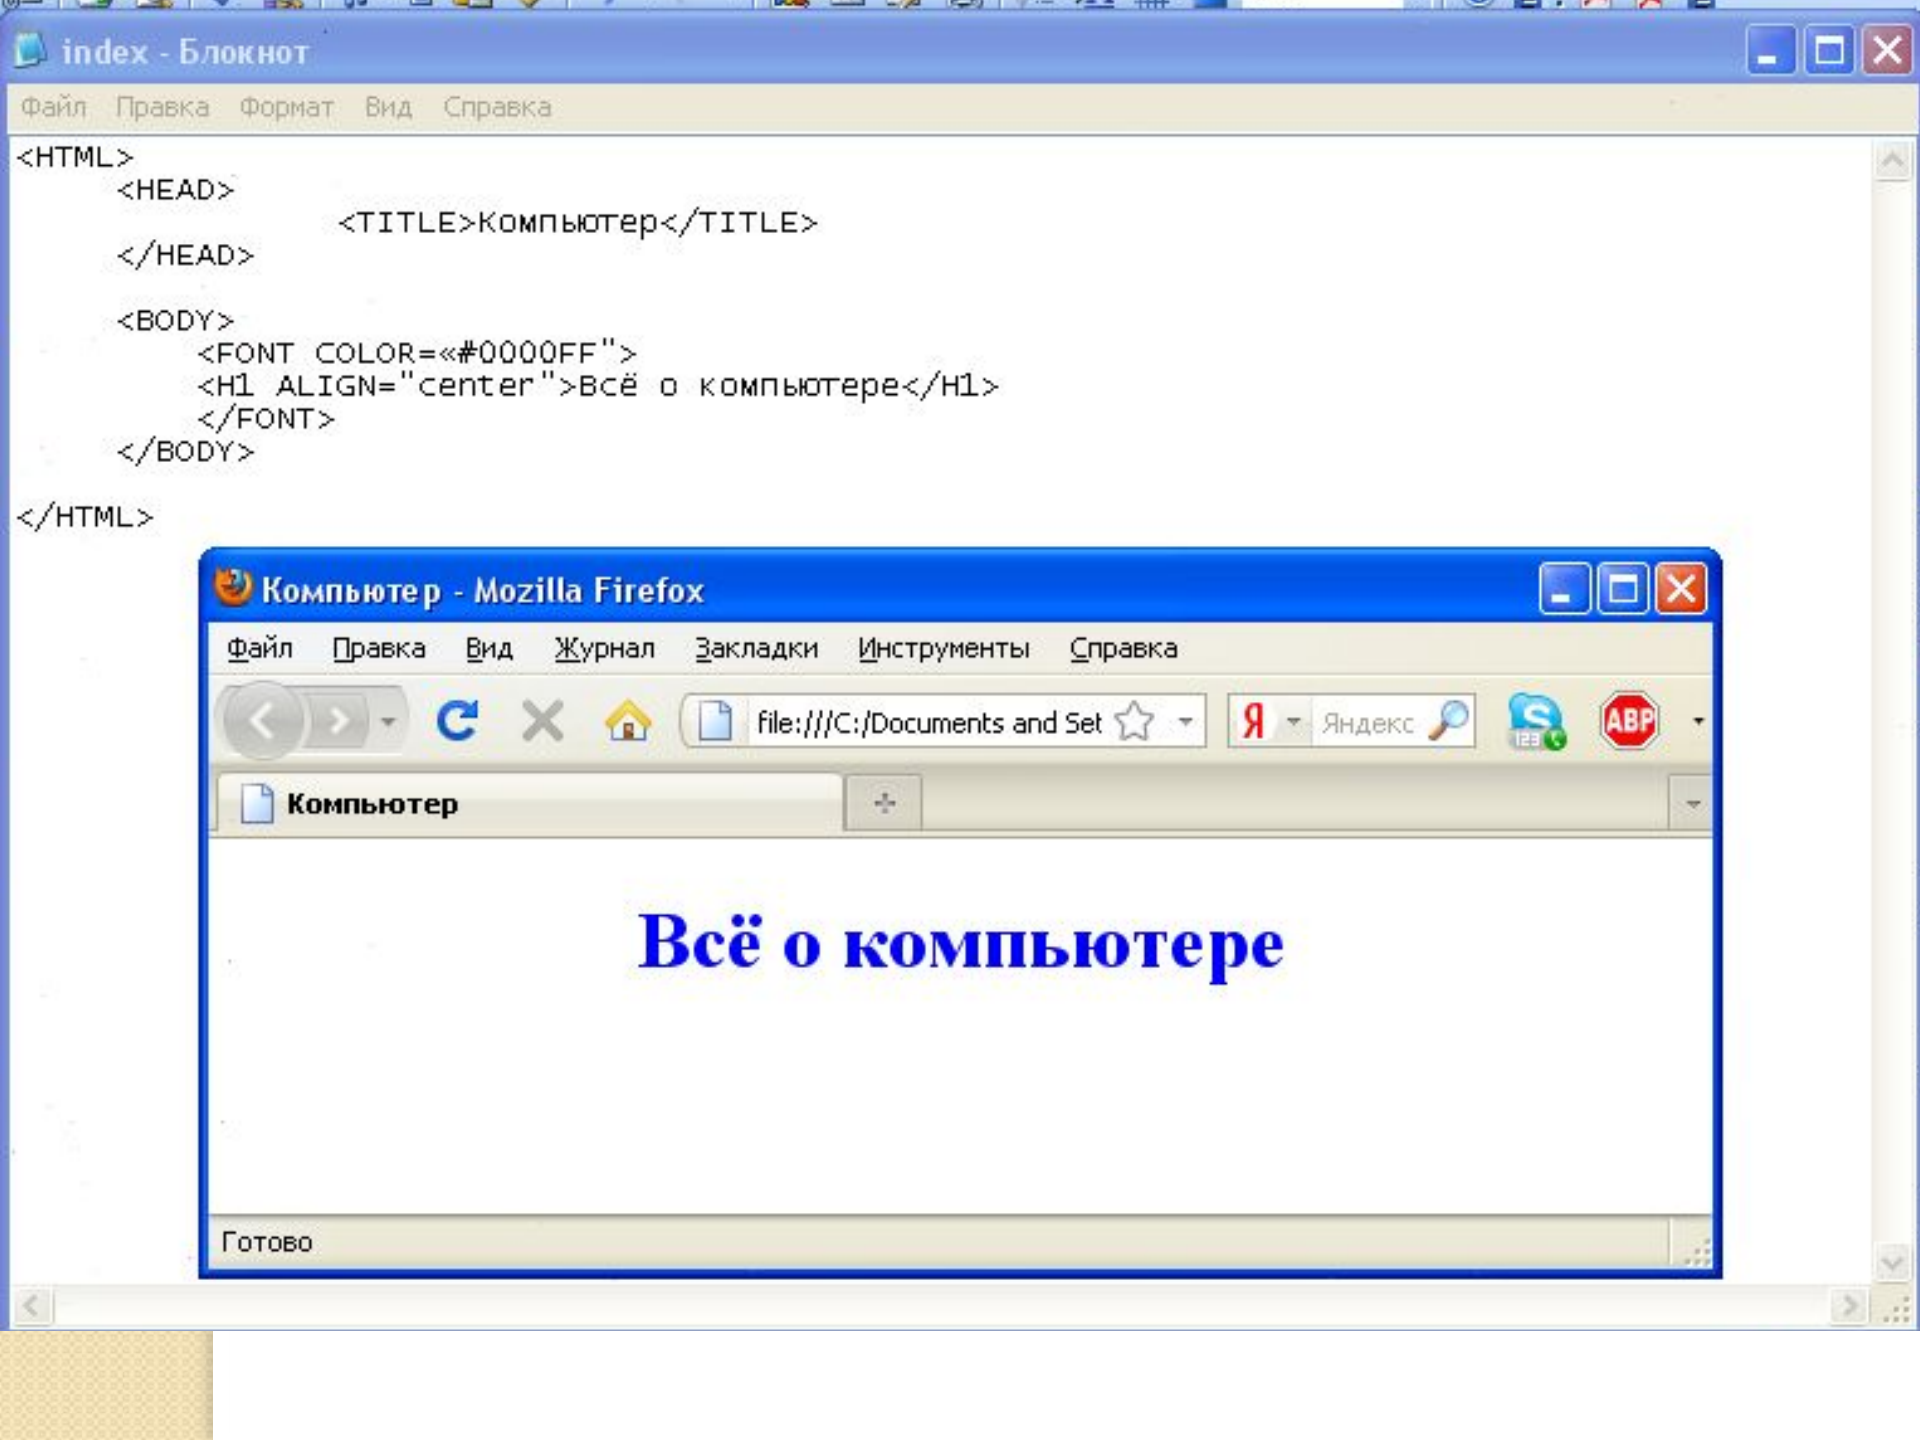 index - Блокнот
Файл Правка Формат Вид Справка
<HTML>
<HEAD>
<TITLE>Компьютер</TITLE>
</HEAD>
<BODY>
<FONT COLOR=«#0000FF">
<H1 ALIGN="center">Всё о компьютере</H1>
</FONT>
</BODY>
</HTML>
Компьютер - Mozilla Firefox
Файл Правка Вид Журнал Закладки Инструменты Справка
file:///C:/Documents and Set Я Яндекс S 123 ABP
Компьютер
Всё о компьютере
Готово